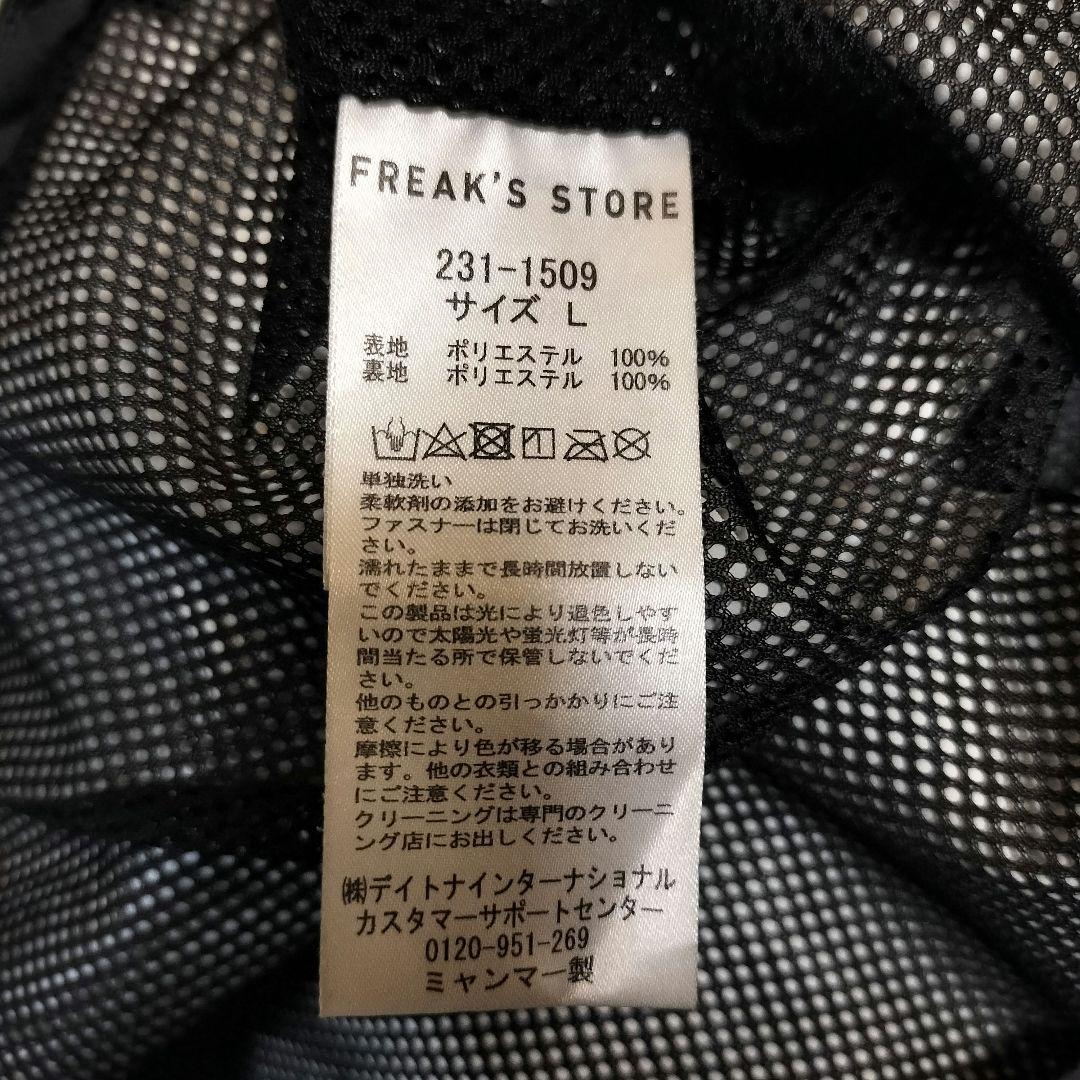 FREAK'S STORE
231-1509
サイズ L
表地 ポリエステル 100%
裏地 ポリエステル 100%
単独洗い
柔軟剤の添加をお避けください。
ファスナーは閉じてお洗いくだ
さい。
濡れたままで長時間放置しない
でください。
この製品は光により退色しやす
いので太陽光や蛍光灯等が長時
間当たる所で保管しないでくだ
さい。
他のものとの引っかかりにご注
意ください。
摩擦により色が移る場合があり
ます。他の衣類との組み合わせ
にご注意ください。
クリーニングは専門のクリーニ
ング店にお出しください。
㈱デイトナインターナショナル
カスタマーサポートセンター
0120-951-269
ミャンマー製